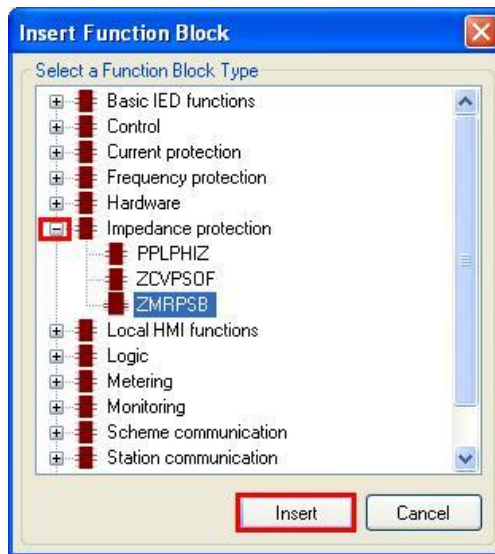 Insert Function Block
Select a Function Block Type
Basic IED functions
Control
Current protection
Frequency protection
Hardware
Impedance protection
PPLPHIZ
ZCVPSOF
ZMRPSB
Local HMI functions
Logic
Metering
Monitoring
Scheme communication
Station communication
Insert
Cancel